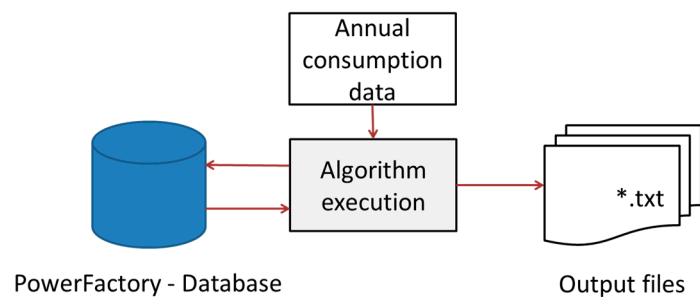 Annual
consumption
data
Algorithm
execution
*.txt
PowerFactory - Database
Output files